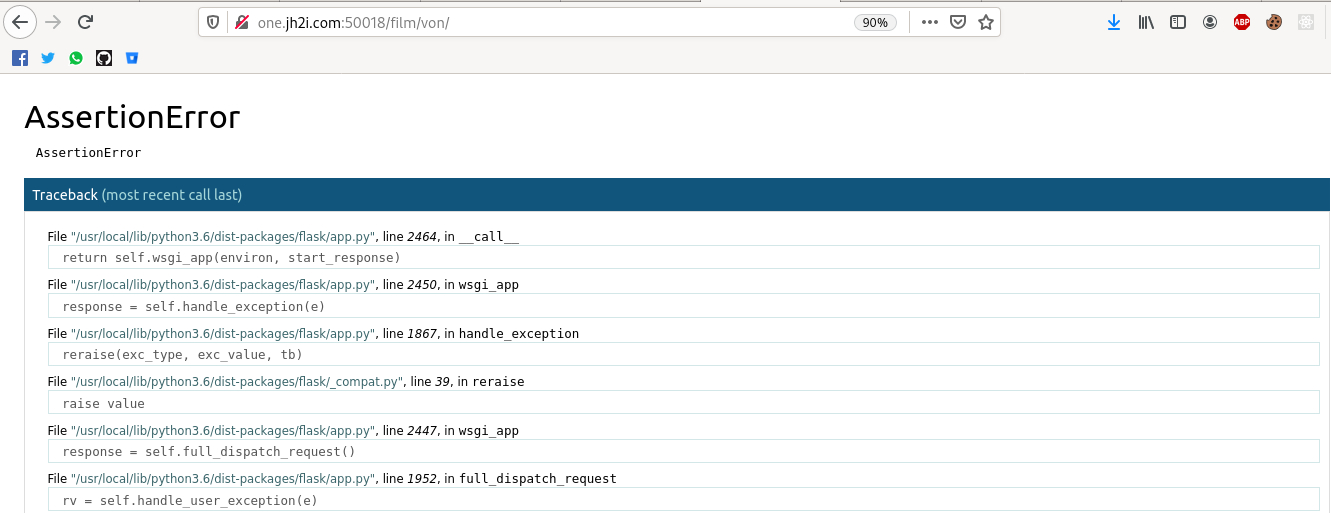 one.jh2i.com:50018/film/von/
90%
ABP
AssertionError
AssertionError
Traceback (most recent call last)
File "/usr/local/lib/python3.6/dist-packages/flask/app.py", line 2464, in __call__
return self.wsgi_app(environ, start_response)
File "/usr/local/lib/python3.6/dist-packages/flask/app.py", line 2450, in wsgi_app
response = self.handle_exception(e)
File "/usr/local/lib/python3.6/dist-packages/flask/app.py", line 1867, in handle_exception
reraise(exc_type, exc_value, tb)
File "/usr/local/lib/python3.6/dist-packages/flask/_compat.py", line 39, in reraise
raise value
File "/usr/local/lib/python3.6/dist-packages/flask/app.py", line 2447, in wsgi_app
response = self.full_dispatch_request()
File "/usr/local/lib/python3.6/dist-packages/flask/app.py", line 1952, in full_dispatch_request
rv = self.handle_user_exception(e)